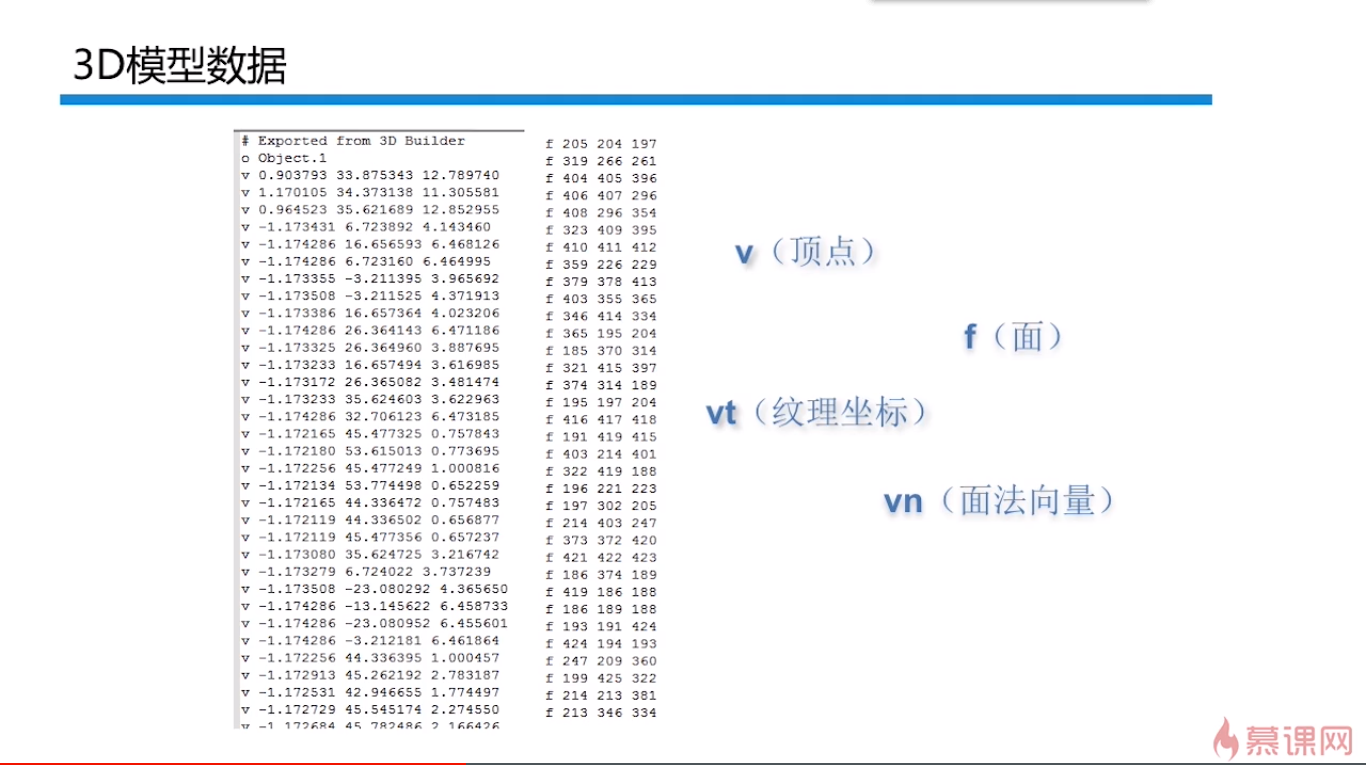 3D模型数据
# Exported from 3D Builder
o Object.1
v 0.903793 33.875343 12.789740
v 1.170105 34.373138 11.305581
v 0.964523 35.621689 12.852955
v -1.173431 6.723892 4.143460
v -1.174286 16.656593 6.468126
v -1.174286 6.723160 6.464995
v -1.173355 -3.211395 3.965692
v -1.173508 -3.211525 4.371913
v -1.173386 16.657364 4.023206
v -1.174286 26.364143 6.471186
v -1.173325 26.364960 3.887695
v -1.173233 16.657494 3.616985
v -1.173172 26.365082 3.481474
v -1.173233 35.624603 3.622963
v -1.174286 32.706123 6.473185
v -1.172165 45.477325 0.757843
v -1.172180 53.615013 0.773695
v -1.172256 45.477249 1.000816
v -1.172134 53.774498 0.652259
v -1.172165 44.336472 0.757483
v -1.172119 44.336502 0.656877
v -1.172119 45.477356 0.657237
v -1.173080 35.624725 3.216742
v -1.173279 6.724022 3.737239
v -1.173508 -23.080292 4.365650
v -1.174286 -13.145622 6.458733
v -1.174286 -23.080952 6.455601
v -1.174286 -3.212181 6.461864
v -1.172256 44.336395 1.000457
v -1.172913 45.262192 2.783187
v -1.172531 42.946655 1.774497
v -1.172729 45.545174 2.274550
v -1.172684 45.782486 2.166426
f 205 204 197
f 319 266 261
f 404 405 396
f 406 407 296
f 408 296 354
f 323 409 395
f 410 411 412
f 359 226 229
f 379 378 413
f 403 355 365
f 346 414 334
f 365 195 204
f 185 370 314
f 321 415 397
f 374 314 189
f 195 197 204
f 416 417 418
f 191 419 415
f 403 214 401
f 322 419 188
f 196 221 223
f 197 302 205
f 214 403 247
f 373 372 420
f 421 422 423
f 186 374 189
f 419 186 188
f 186 189 188
f 193 191 424
f 424 194 193
f 247 209 360
f 199 425 322
f 214 213 381
f 213 346 334
v（顶点）
f（面）
vt（纹理坐标）
vn（面法向量）
慕课网